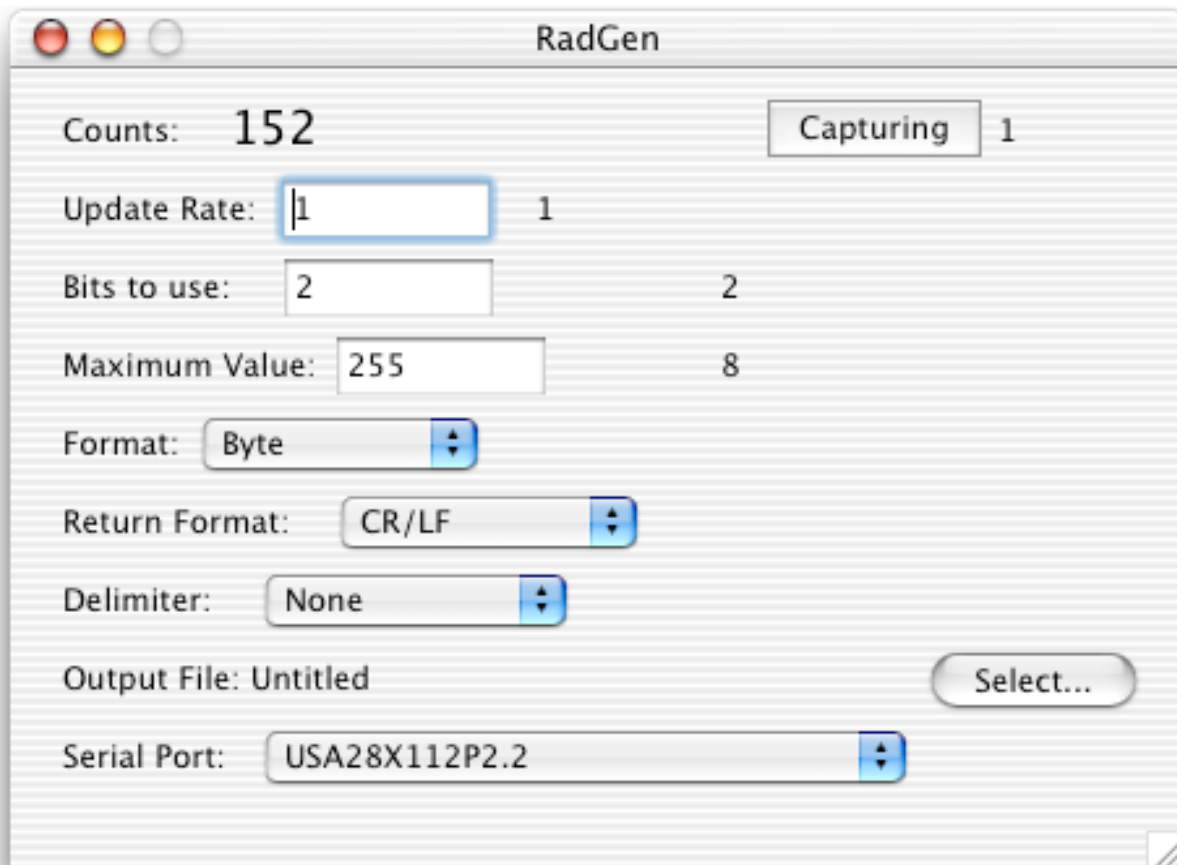 RadGen
Counts: 152 Capturing 1
Update Rate: 1 1
Bits to use: 2 2
Maximum Value: 255 8
Format: Byte
Return Format: CR/LF
Delimiter: None
Output File: Untitled Select...
Serial Port: USA28X112P2.2